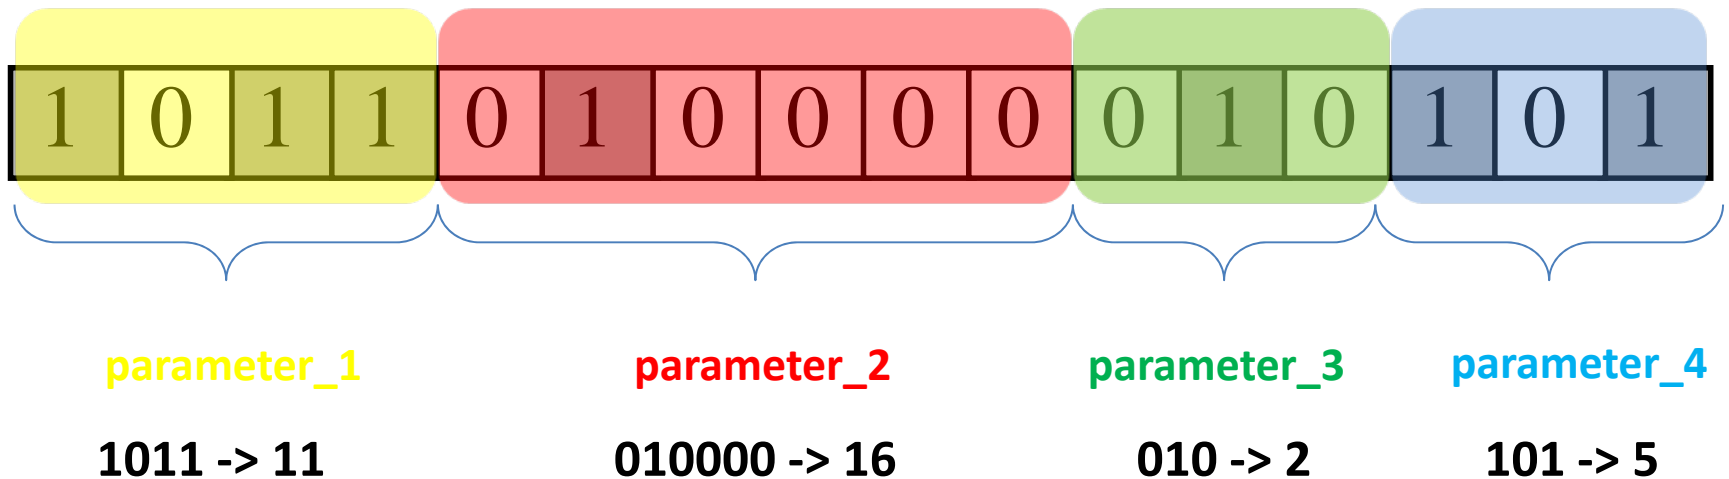 1 0 1 1 0 1 0 0 0 0 0 1 0 1 0 1
parameter_1 parameter_2 parameter_3 parameter_4
1011 -> 11 010000 -> 16 010 -> 2 101 -> 5